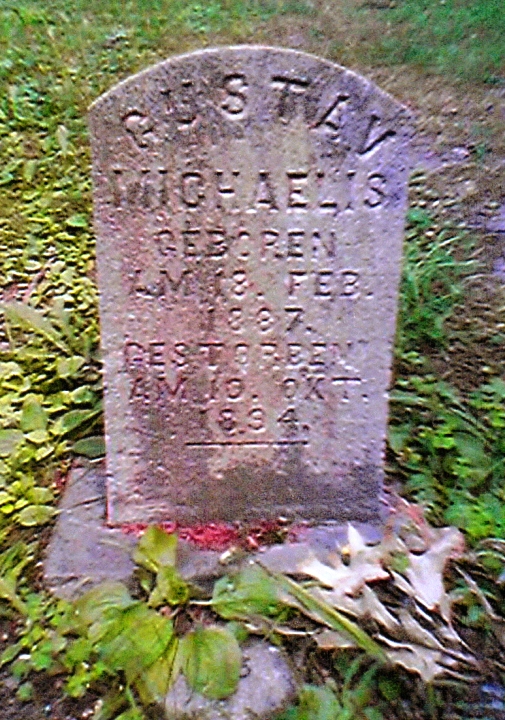 GUSTAV
MICHAELIS
GEBOREN
AM 18. FEB.
1887.
GESTORBEN
AM 10. OKT.
1894.